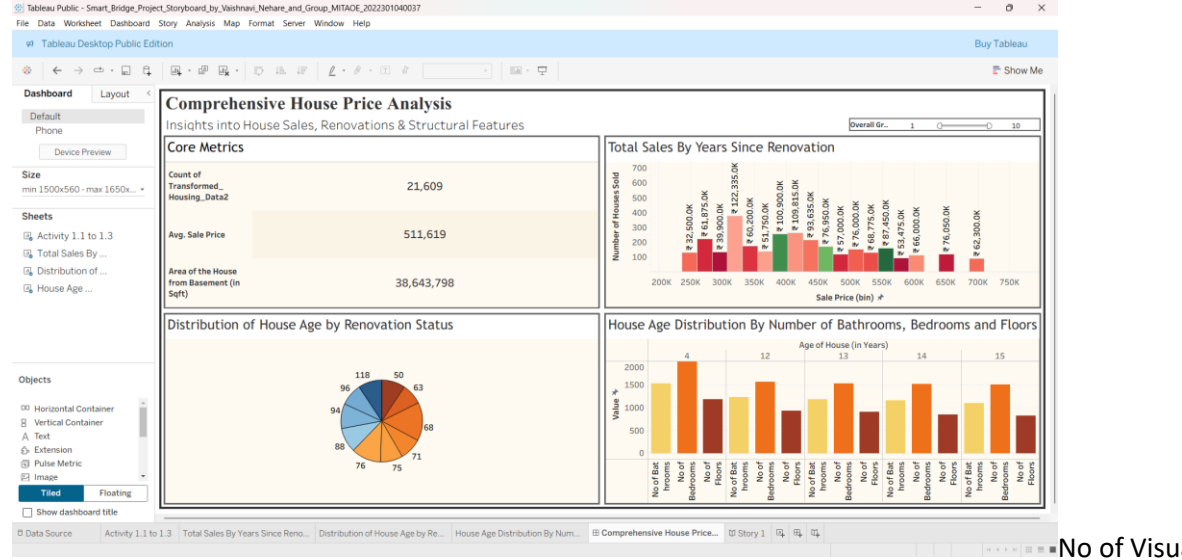 Tableau Public - Smart_Bridge_Project_Storyboard_by_Vaishnavi_Nehare_and_Group_MITAOE_2022301040037
File Data Worksheet Dashboard Story Analysis Map Format Server Window Help
Tableau Desktop Public Edition
Buy Tableau
Show Me
Dashboard Layout
Default
Phone
Device Preview
Size
min 1500x560 - max 1650x...
Sheets
Activity 1.1 to 1.3
Total Sales By ...
Distribution of ...
House Age ...
Objects
Horizontal Container
Vertical Container
Text
Extension
Pulse Metric
Image
Tiled Floating
Show dashboard title
Comprehensive House Price Analysis
Insights into House Sales, Renovations & Structural Features
Overall Gr.. 1 10
Core Metrics
Count of
Transformed_
Housing_Data2
21,609
Avg. Sale Price 511,619
Area of the House
from Basement (in
Sqft)
38,643,798
Total Sales By Years Since Renovation
Number of Houses Sold
700
600
500
400
300
200
100
₹ 32,500.0K
₹ 61,875.0K
₹ 39,900.0K
₹ 122,335.0K
₹ 60,200.0K
₹ 51,750.0K
₹ 100,900.0K
₹ 109,815.0K
₹ 93,635.0K
₹ 76,950.0K
₹ 57,000.0K
₹ 76,000.0K
₹ 68,775.0K
₹ 87,450.0K
₹ 53,475.0K
₹ 66,000.0K
₹ 76,050.0K
₹ 62,300.0K
200K 250K 300K 350K 400K 450K 500K 550K 600K 650K 700K 750K
Sale Price (bin)
Distribution of House Age by Renovation Status
118 50
96 63
94
68
88
71
76 75
House Age Distribution By Number of Bathrooms, Bedrooms and Floors
Age of House (in Years)
4 12 13 14 15
Value
2000
1500
1000
500
0
No of Bat
hrooms
No of
Bedrooms
No of
Floors
No of Bat
hrooms
No of
Bedrooms
No of
Floors
No of Bat
hrooms
No of
Bedrooms
No of
Floors
No of Bat
hrooms
No of
Bedrooms
No of
Floors
No of Bat
hrooms
No of
Bedrooms
No of
Floors
Data Source Activity 1.1 to 1.3 Total Sales By Years Since Reno... Distribution of House Age by Re... House Age Distribution By Num... Comprehensive House Price... Story 1
No of Visu